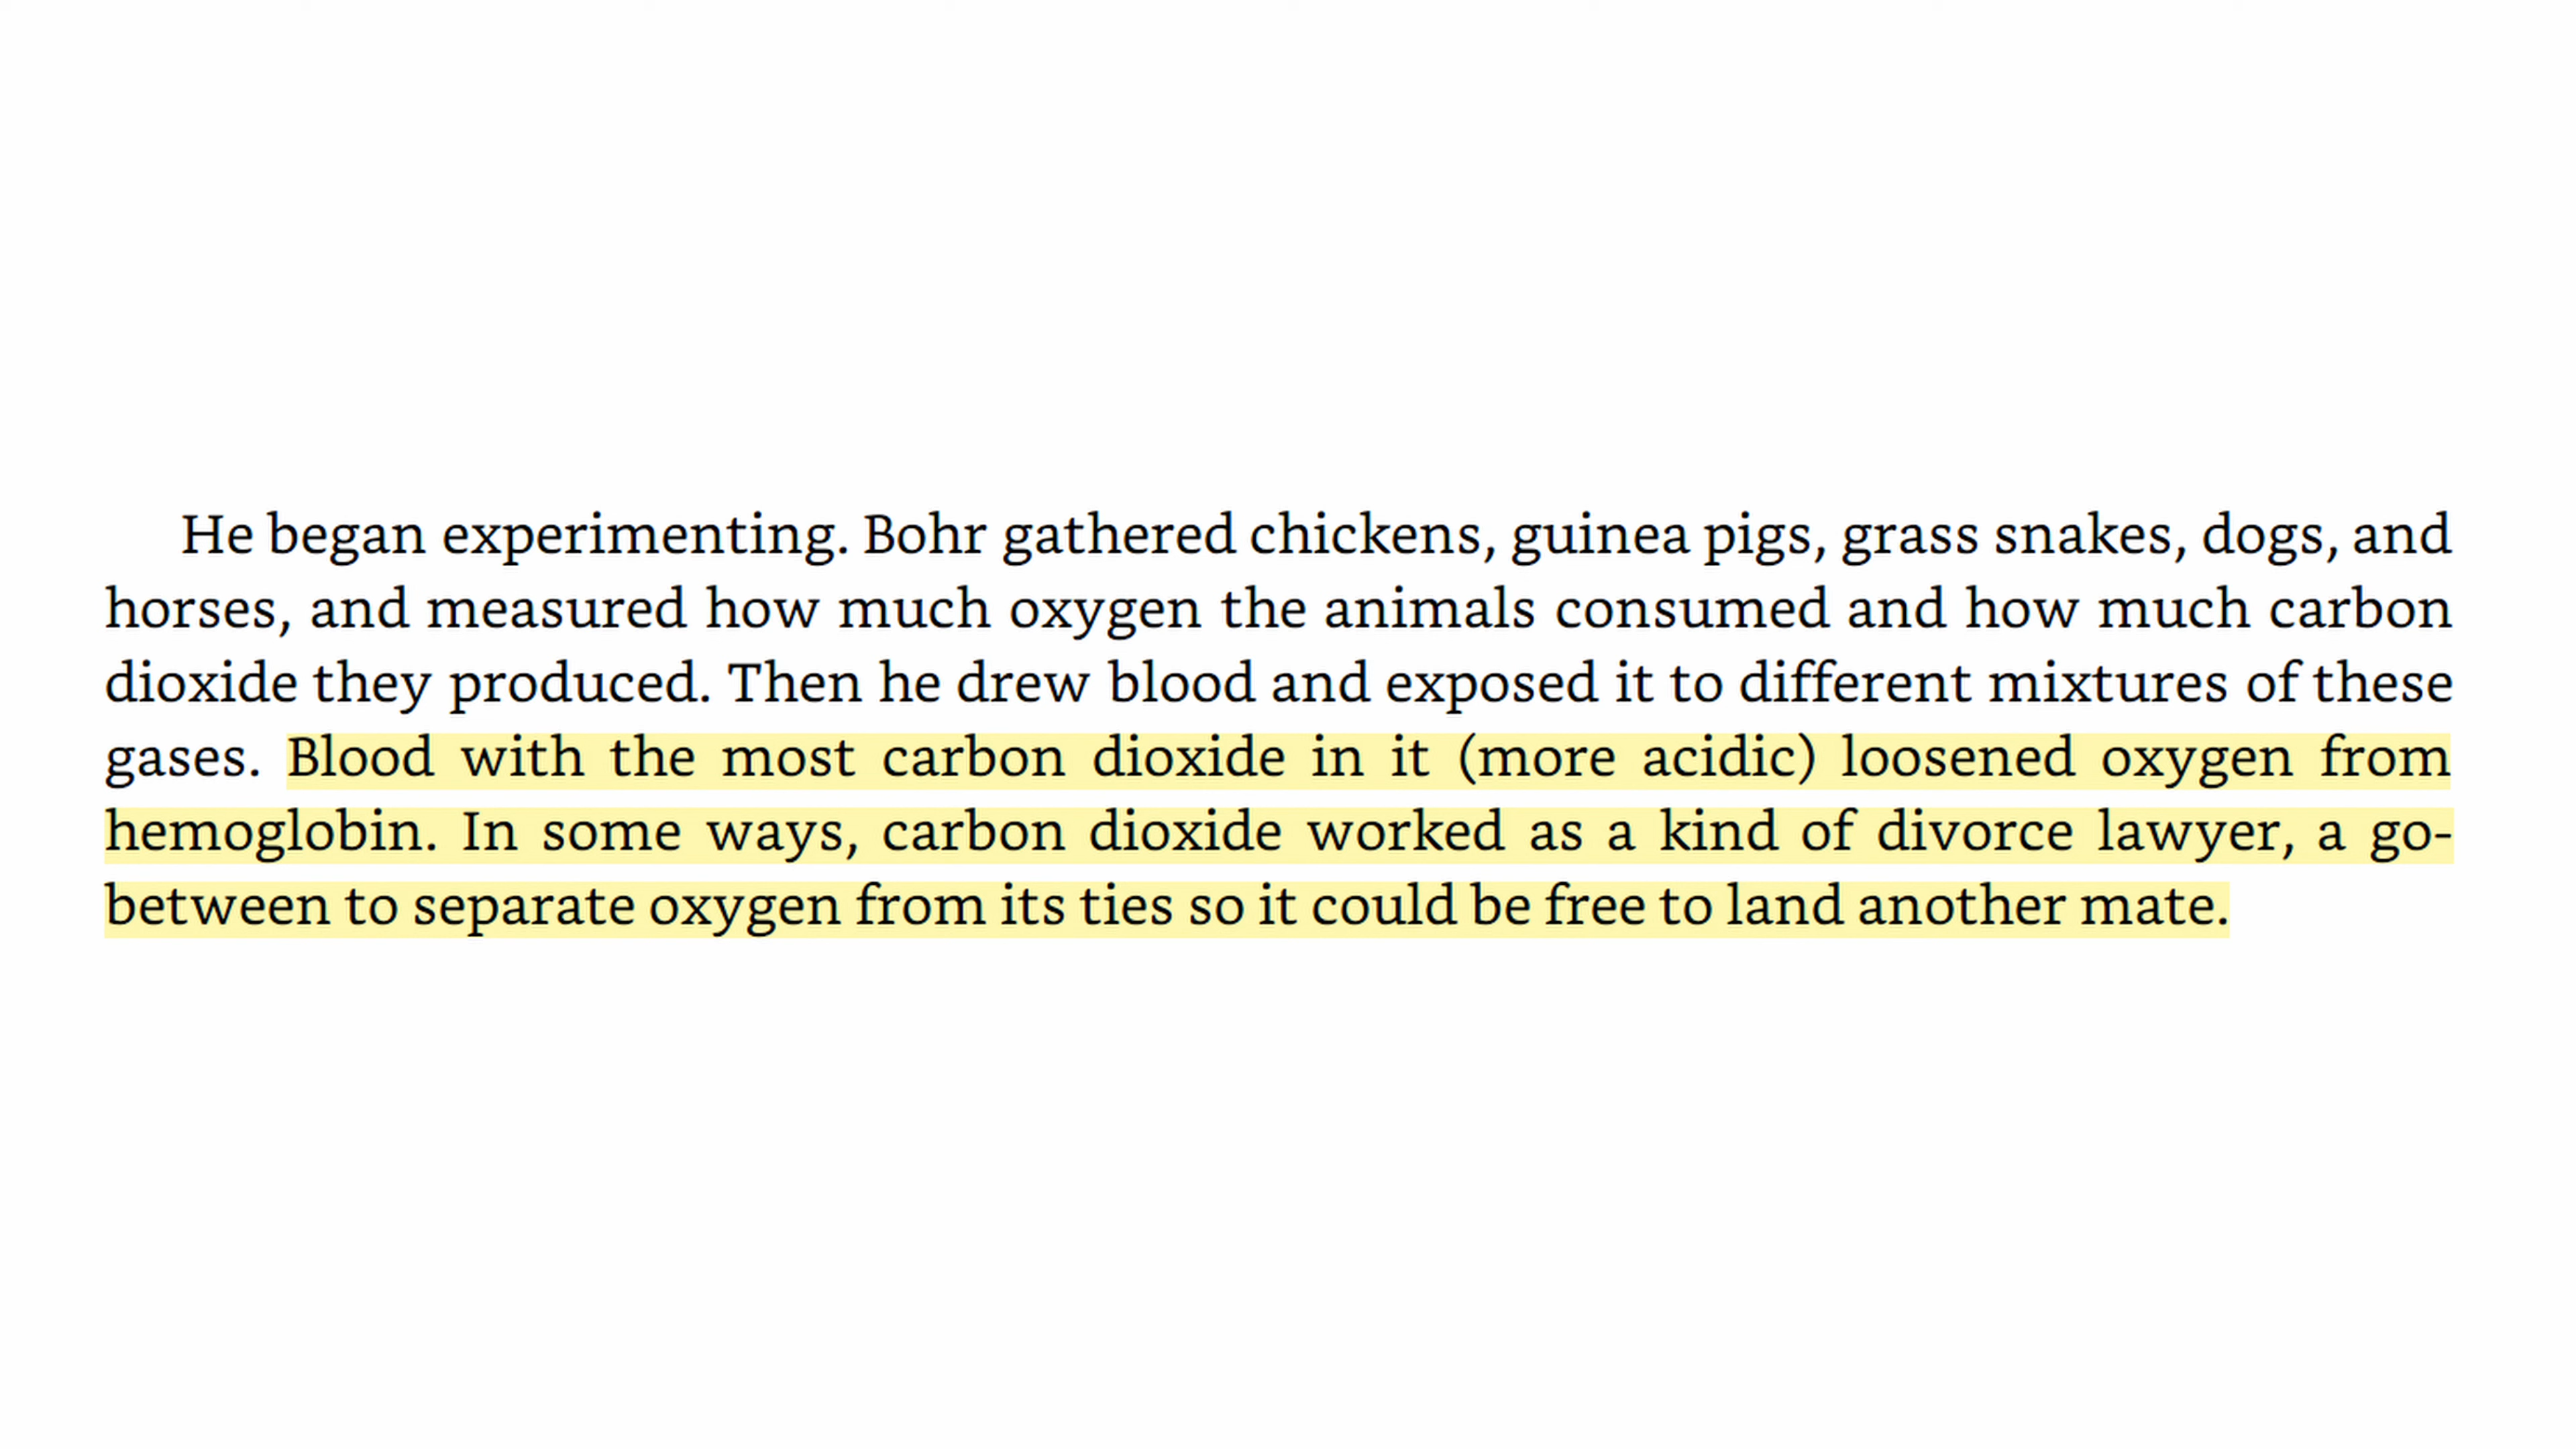 He began experimenting. Bohr gathered chickens, guinea pigs, grass snakes, dogs, and
horses, and measured how much oxygen the animals consumed and how much carbon
dioxide they produced. Then he drew blood and exposed it to different mixtures of these
gases. Blood with the most carbon dioxide in it (more acidic) loosened oxygen from
hemoglobin. In some ways, carbon dioxide worked as a kind of divorce lawyer, a go-
between to separate oxygen from its ties so it could be free to land another mate.